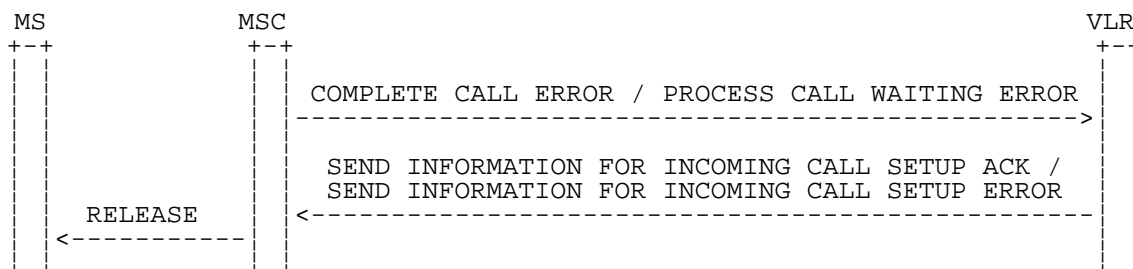 MS MSC VLR
COMPLETE CALL ERROR / PROCESS CALL WAITING ERROR
SEND INFORMATION FOR INCOMING CALL SETUP ACK /
SEND INFORMATION FOR INCOMING CALL SETUP ERROR
RELEASE